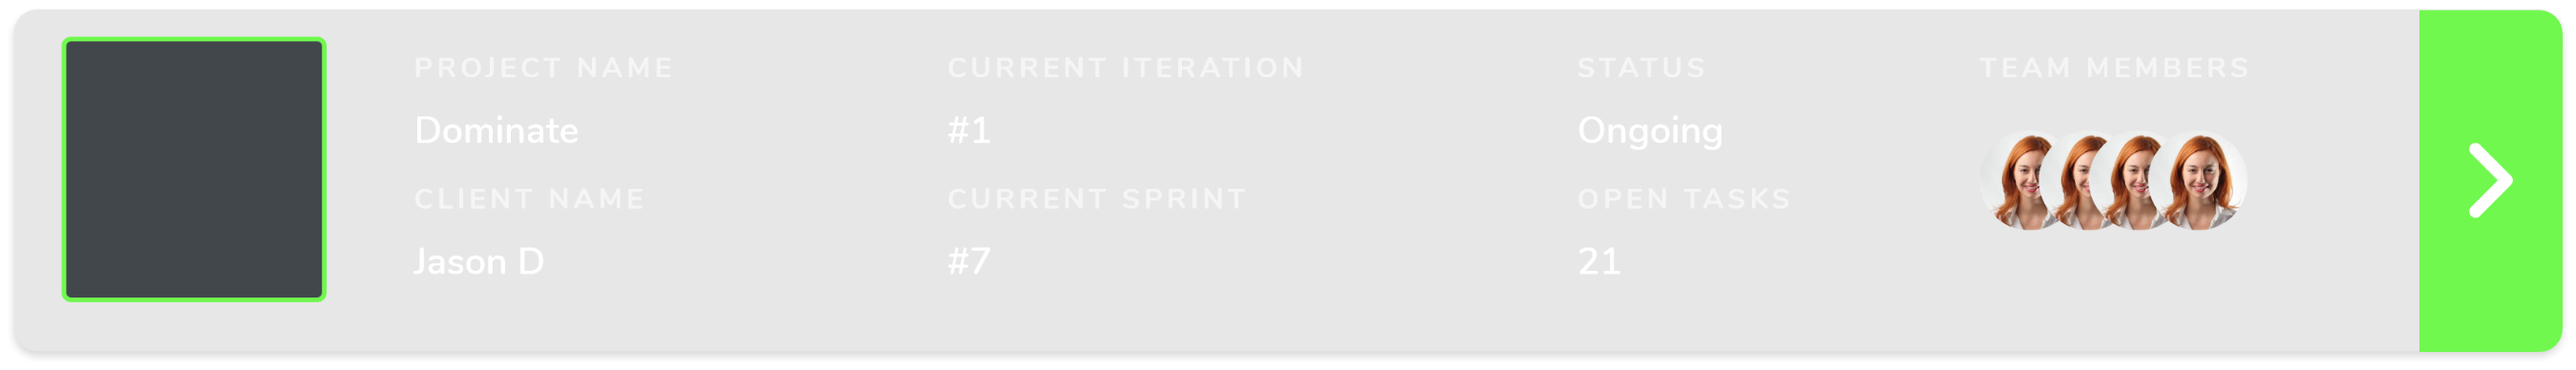 PROJECT NAME
Dominate
CLIENT NAME
Jason D
CURRENT ITERATION
#1
CURRENT SPRINT
#7
STATUS
Ongoing
OPEN TASKS
21
TEAM MEMBERS